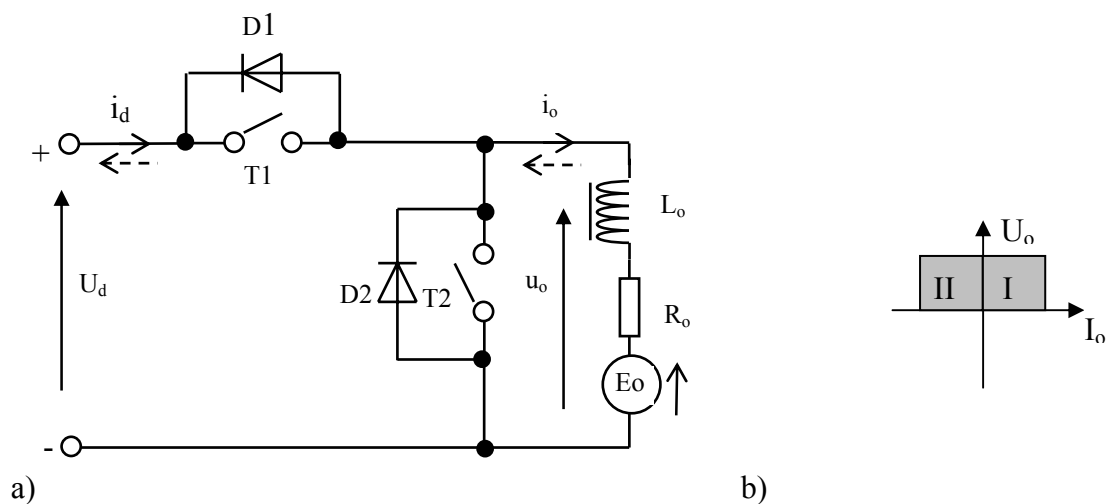 D1
i_d
i_o
+
T1
L_o
U_o
U_d
D2
T2
u_o
II
I
R_o
I_o
Eo
-
a)
b)